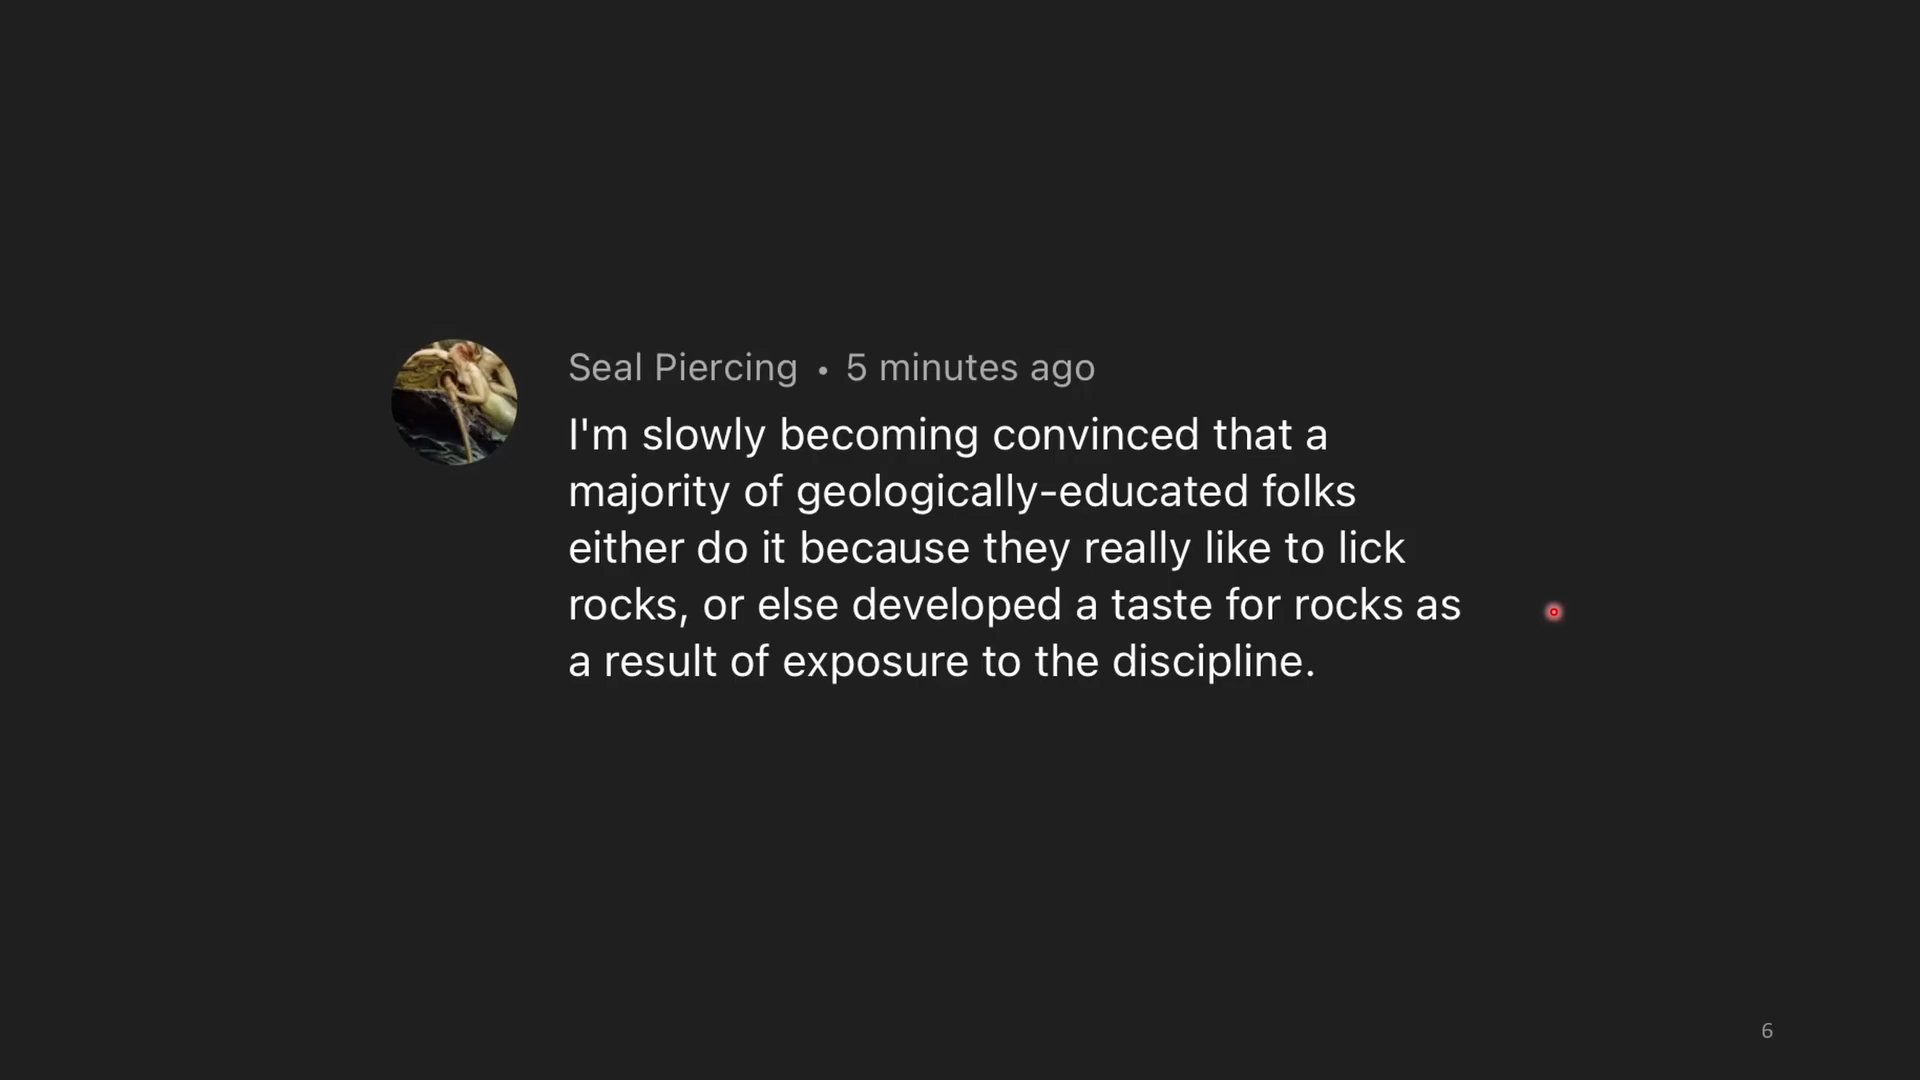 Seal Piercing • 5 minutes ago
I'm slowly becoming convinced that a
majority of geologically-educated folks
either do it because they really like to lick
rocks, or else developed a taste for rocks as
a result of exposure to the discipline.
6